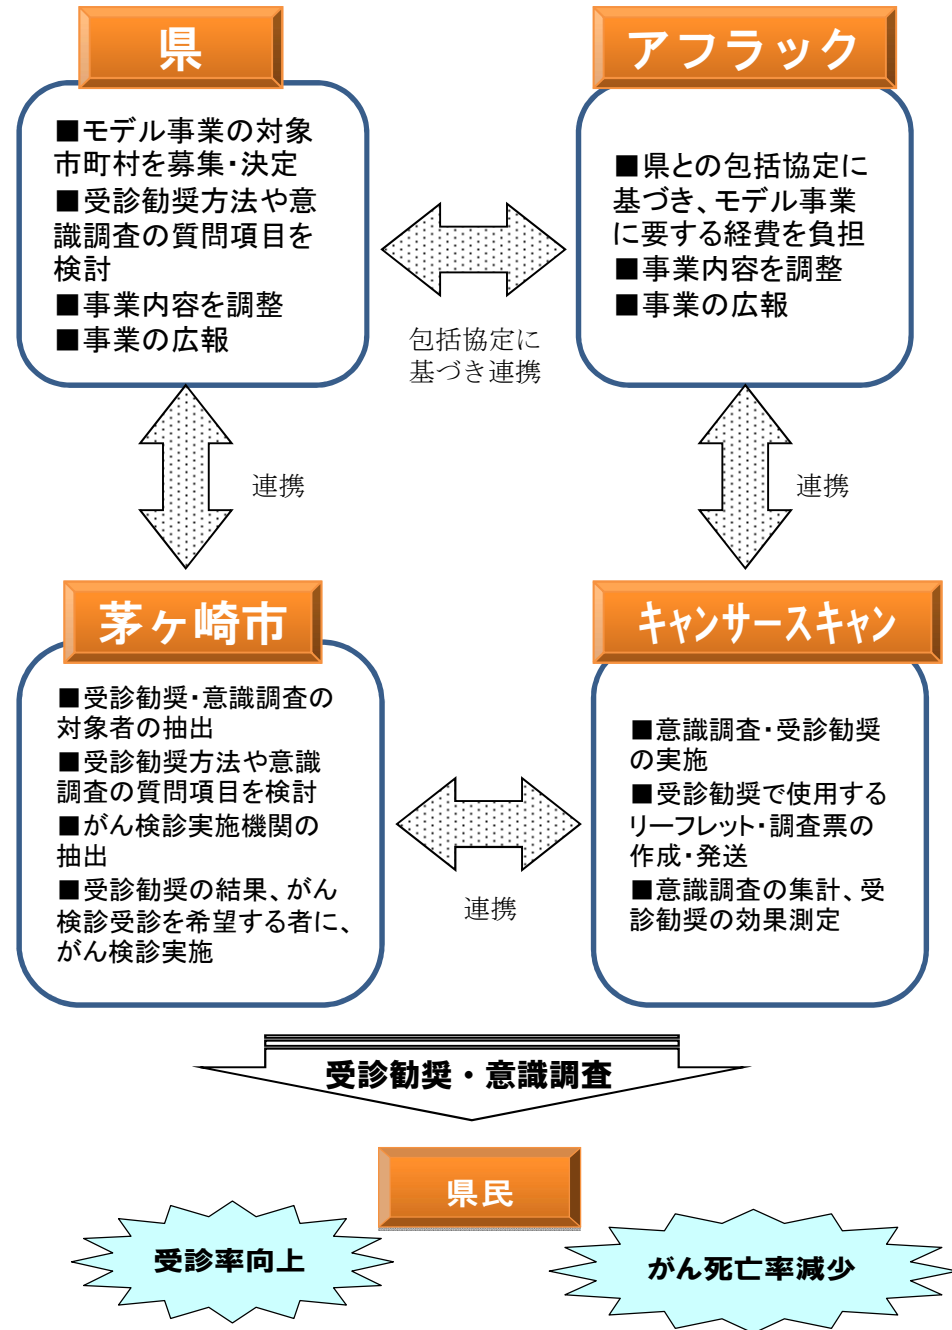 県
■モデル事業の対象
市町村を募集・決定
■受診勧奨方法や意
識調査の質問項目を
検討
■事業内容を調整
■事業の広報
アフラック
■県との包括協定に
基づき、モデル事業
に要する経費を負担
■事業内容を調整
■事業の広報
包括協定に
基づき連携
連携
連携
茅ヶ崎市
■受診勧奨・意識調査の
対象者の抽出
■受診勧奨方法や意識
調査の質問項目を検討
■がん検診実施機関の
抽出
■受診勧奨の結果、がん
検診受診を希望する者に、
がん検診実施
キャンサースキャン
■意識調査・受診勧奨
の実施
■受診勧奨で使用する
リーフレット・調査票の
作成・発送
■意識調査の集計、受
診勧奨の効果測定
連携
受診勧奨・意識調査
県民
受診率向上
がん死亡率減少